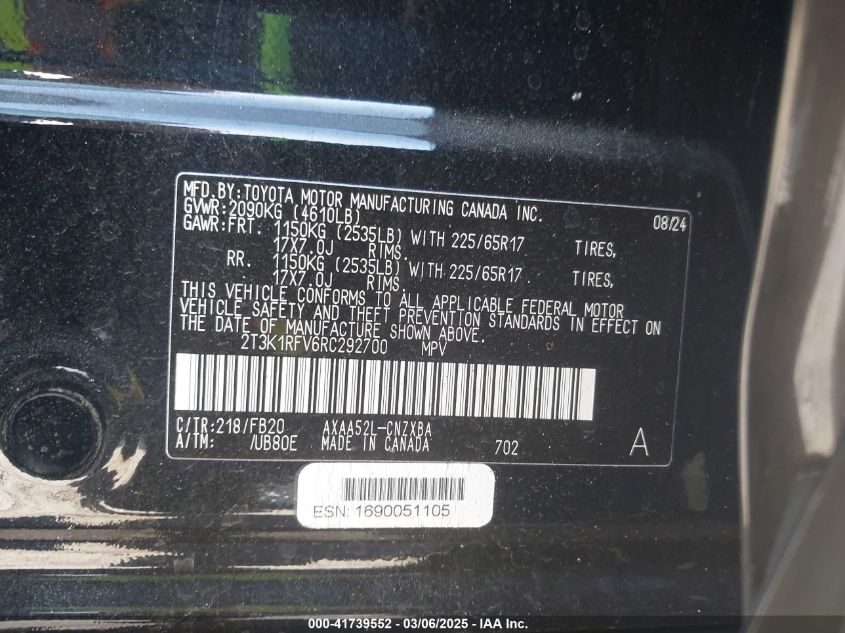 MFD.BY:TOYOTA MOTOR MANUFACTURING CANADA INC. 08/24
GVWR:2090KG (4610LB)
GAWR:FRT. 1150KG (2535LB) WITH 225/65R17 TIRES,
17X7.0J RIMS.
RR. 1150KG (2535LB) WITH 225/65R17 TIRES,
17X7.0J RIMS.
THIS VEHICLE CONFORMS TO ALL APPLICABLE FEDERAL MOTOR
VEHICLE SAFETY AND THEFT PREVENTION STANDARDS IN EFFECT ON
THE DATE OF MANUFACTURE SHOWN ABOVE.
2T3K1RFV6RC292700 MPV
C/TR:218/FB20 AXAA52L-CNZXBA
A/TM: /UB80E MADE IN CANADA 702 A
ESN: 1690051105
000-41739552 — 03/06/2025 — IAA Inc.